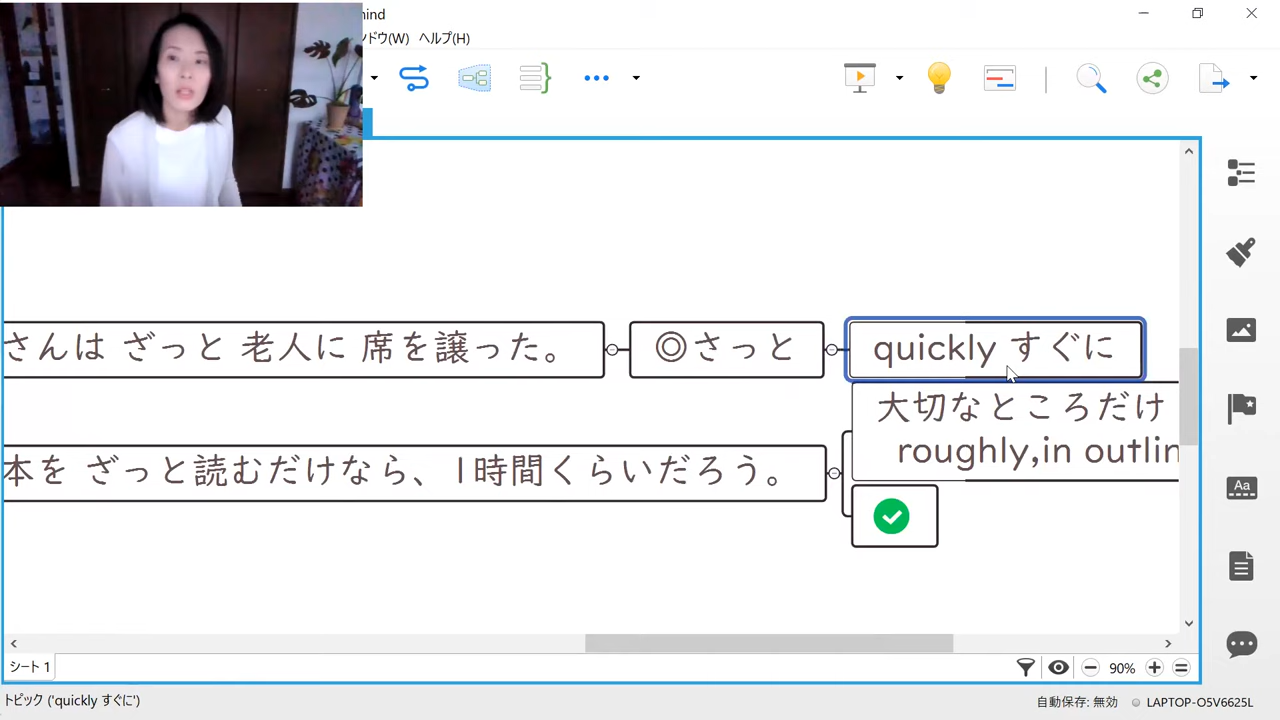 ind
ンドウ(W) ヘルプ(H)
さんは ざっと 老人に 席を譲った。
◎さっと
quickly すぐに
大切なところだけ
roughly,in outlin
本を ざっと読むだけなら、1時間くらいだろう。
シート 1
90%
トピック ('quickly すぐに')
自動保存: 無効
LAPTOP-O5V6625L
Aa